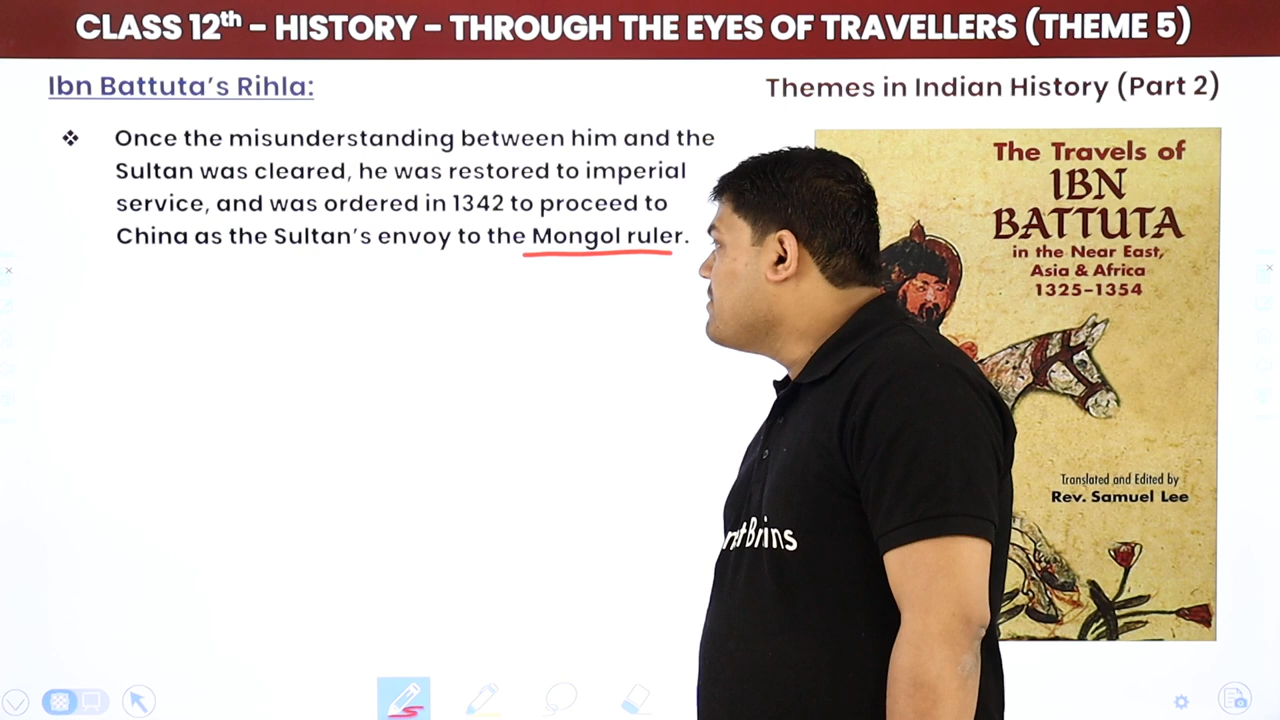 CLASS 12th – HISTORY – THROUGH THE EYES OF TRAVELLERS (THEME 5)
Ibn Battuta’s Rihla:
Themes in Indian History (Part 2)
❖ Once the misunderstanding between him and the
Sultan was cleared, he was restored to imperial
service, and was ordered in 1342 to proceed to
China as the Sultan’s envoy to the Mongol ruler.
The Travels of
IBN
BATTUTA
in the Near East,
Asia & Africa
1325–1354
Translated and Edited by
Rev. Samuel Lee